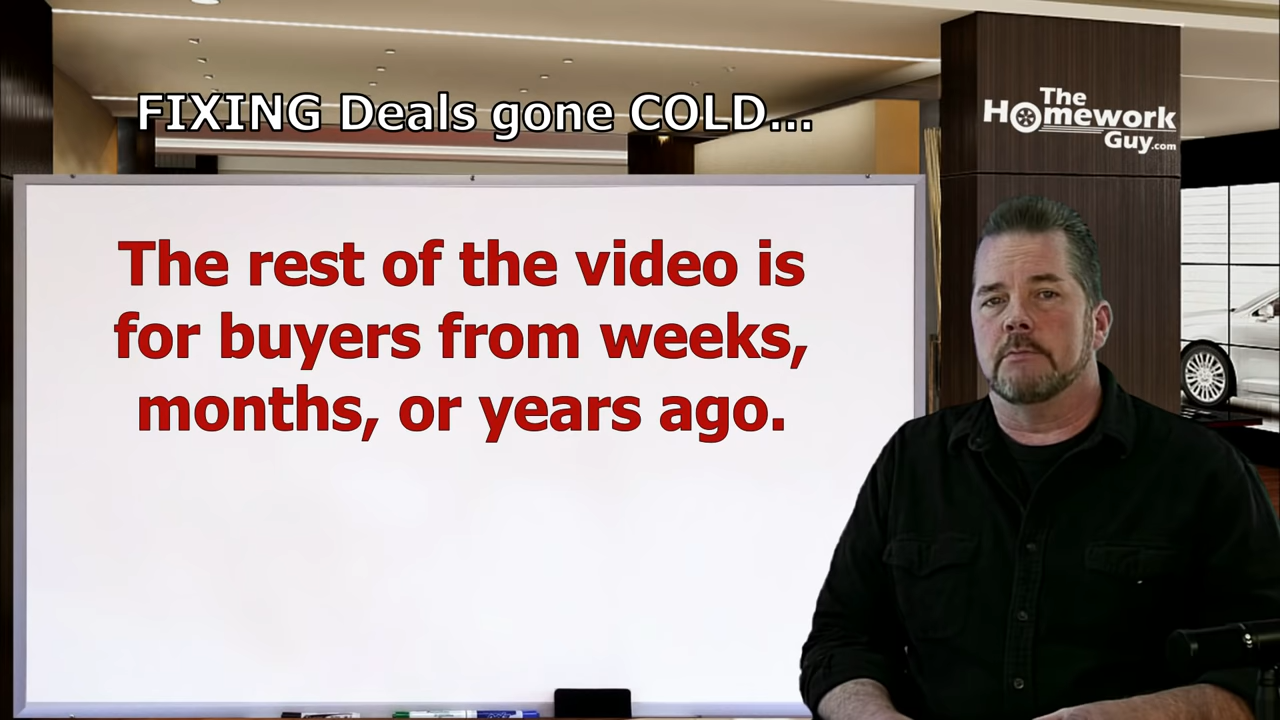 FIXING Deals gone COLD...
The
Homework
Guy.com
The rest of the video is
for buyers from weeks,
months, or years ago.